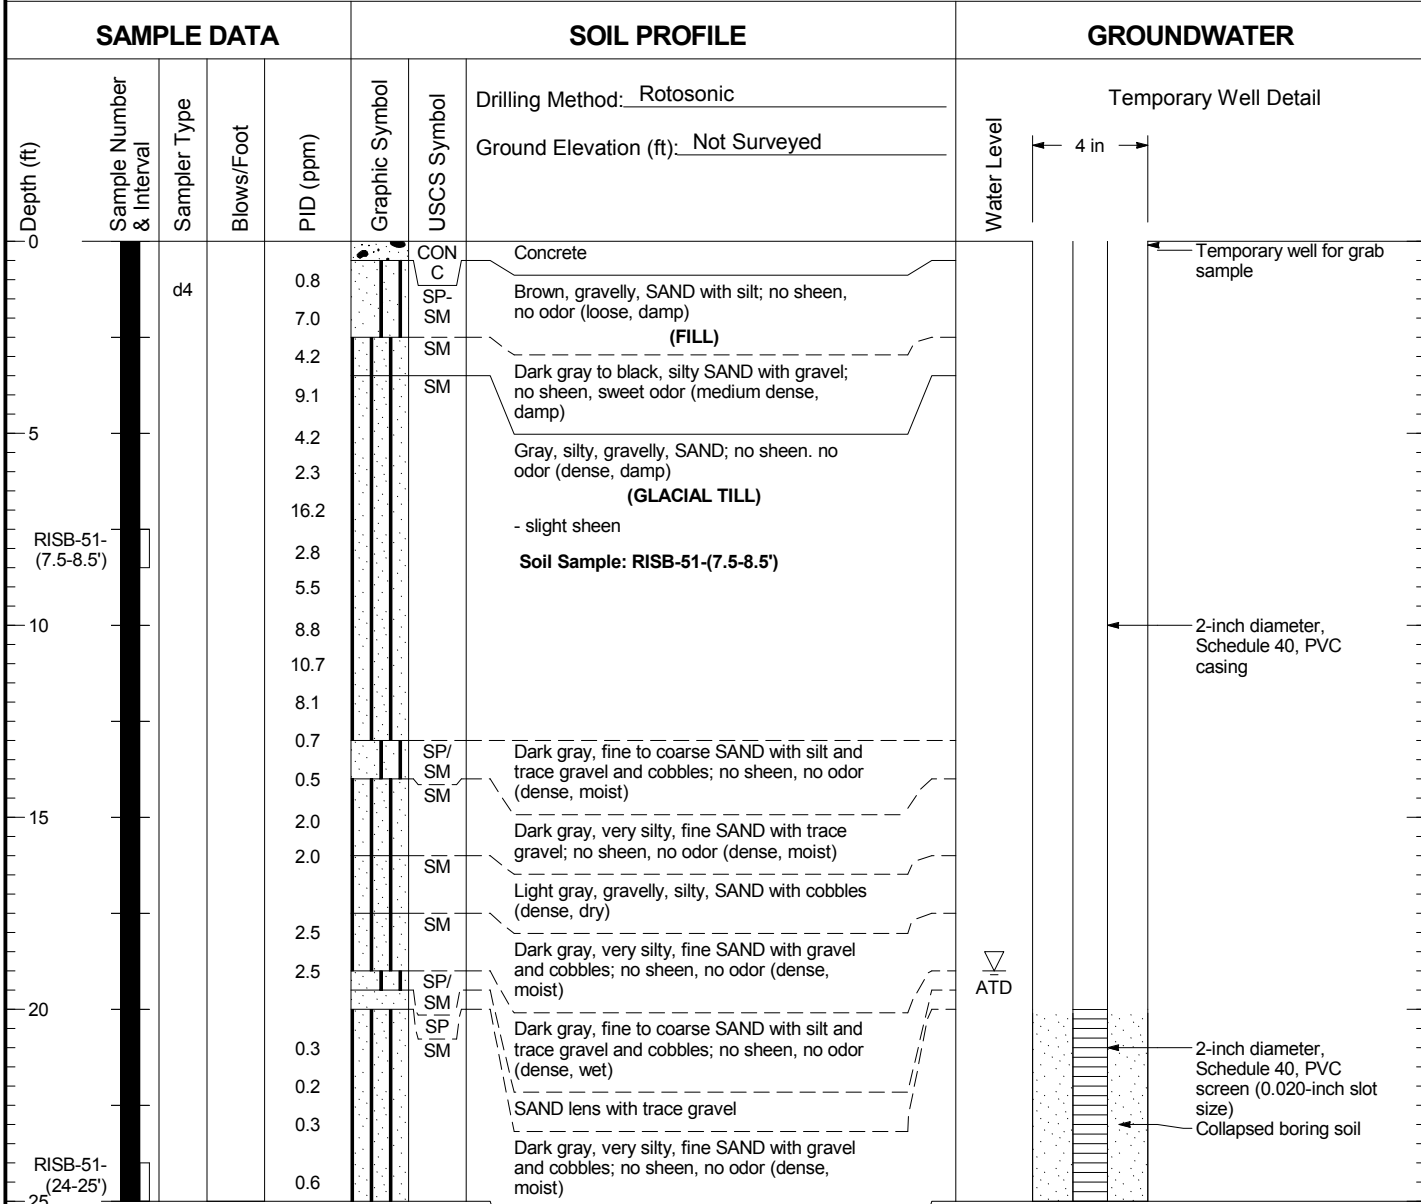 SAMPLE DATA
SOIL PROFILE
GROUNDWATER
Depth (ft)
Sample Number
& Interval
Sampler Type
Blows/Foot
PID (ppm)
Graphic Symbol
USCS Symbol
Drilling Method: Rotosonic
Ground Elevation (ft): Not Surveyed
Water Level
Temporary Well Detail
4 in
0
5
10
15
20
25
RISB-51-
(7.5-8.5')
RISB-51-
(24-25')
d4
0.8
7.0
4.2
9.1
4.2
2.3
16.2
2.8
5.5
8.8
10.7
8.1
0.7
0.5
2.0
2.0
2.5
2.5
0.3
0.2
0.3
0.6
CON
C
SP-
SM
SM
SM
SP/
SM
SM
SM
SM
SP/
SM
SP
SM
Concrete
Brown, gravelly, SAND with silt; no sheen,
no odor (loose, damp)
(FILL)
Dark gray to black, silty SAND with gravel;
no sheen, sweet odor (medium dense,
damp)
Gray, silty, gravelly, SAND; no sheen. no
odor (dense, damp)
(GLACIAL TILL)
- slight sheen
Soil Sample: RISB-51-(7.5-8.5')
Dark gray, fine to coarse SAND with silt and
trace gravel and cobbles; no sheen, no odor
(dense, moist)
Dark gray, very silty, fine SAND with trace
gravel; no sheen, no odor (dense, moist)
Light gray, gravelly, silty, SAND with cobbles
(dense, dry)
Dark gray, very silty, fine SAND with gravel
and cobbles; no sheen, no odor (dense,
moist)
Dark gray, fine to coarse SAND with silt and
trace gravel and cobbles; no sheen, no odor
(dense, wet)
SAND lens with trace gravel
Dark gray, very silty, fine SAND with gravel
and cobbles; no sheen, no odor (dense,
moist)
ATD
Temporary well for grab
sample
2-inch diameter,
Schedule 40, PVC
casing
2-inch diameter,
Schedule 40, PVC
screen (0.020-inch slot
size)
Collapsed boring soil